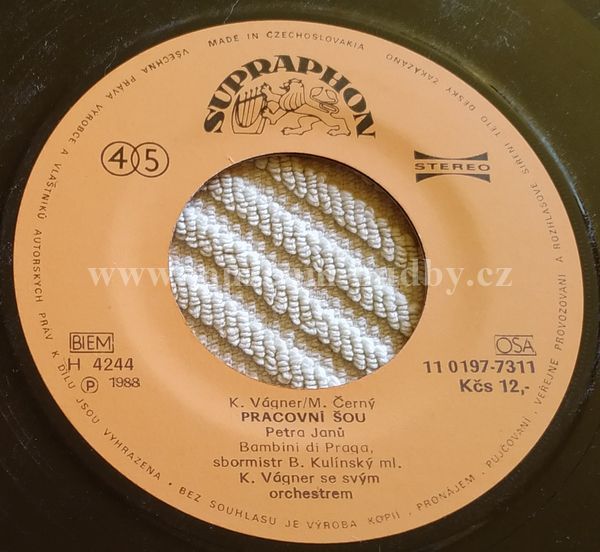 MADE IN CZECHOSLOVAKIA
VŠECHNA PRÁVA VÝROBCE A VLASTNÍKŮ AUTORSKÝCH PRÁV K DÍLU JSOU VYHRAZENA • BEZ SOUHLASU JE VÝROBA KOPIÍ • PRONÁJEM • PŮJČOVÁNÍ • VEŘEJNÉ PROVOZOVÁNÍ A ROZHLASOVÉ ŠÍŘENÍ TÉTO DESKY ZAKÁZÁNO
SUPRAPHON
45
STEREO
BIEM
H 4244
P 1988
OSA
11 0197-7311
Kčs 12,-
K. Vágner/M. Černý
PRACOVNÍ ŠOU
Petra Janů
Bambini di Praga,
sbormistr B. Kulínský ml.
K. Vágner se svým
orchestrem